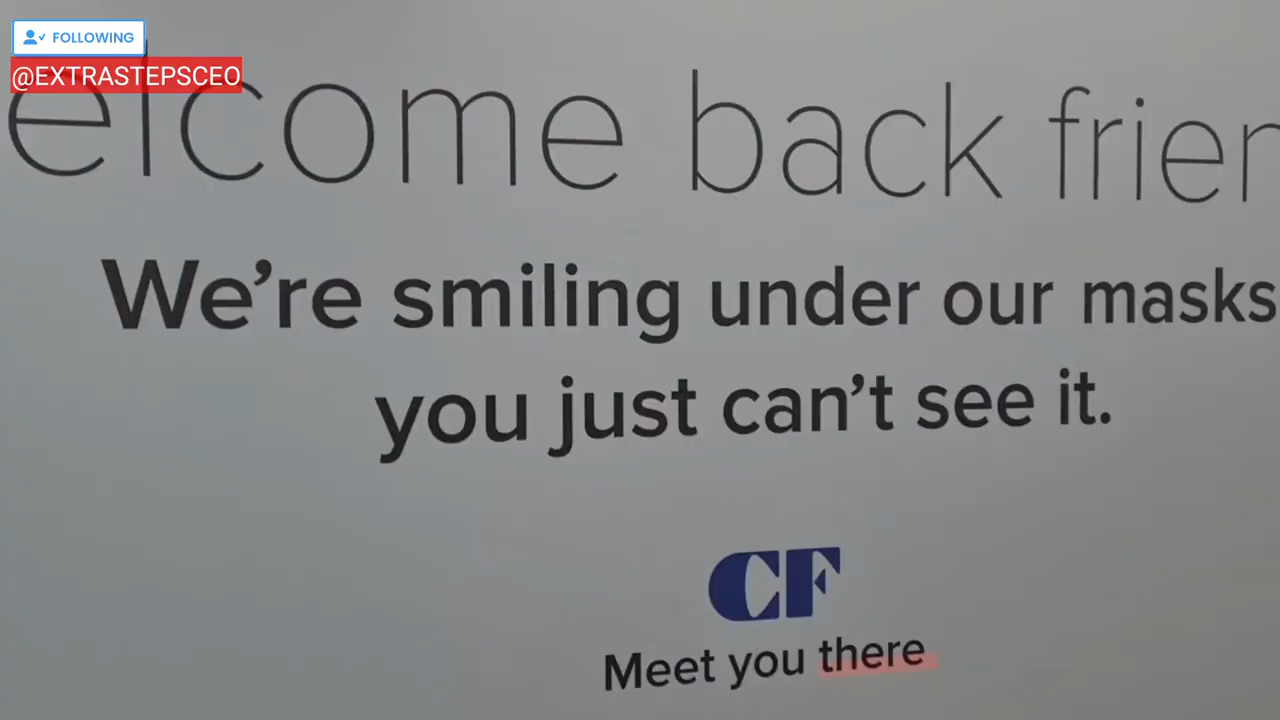 FOLLOWING
@EXTRASTEPSCEO
elcome back frien
We're smiling under our masks
you just can't see it.
CF
Meet you there